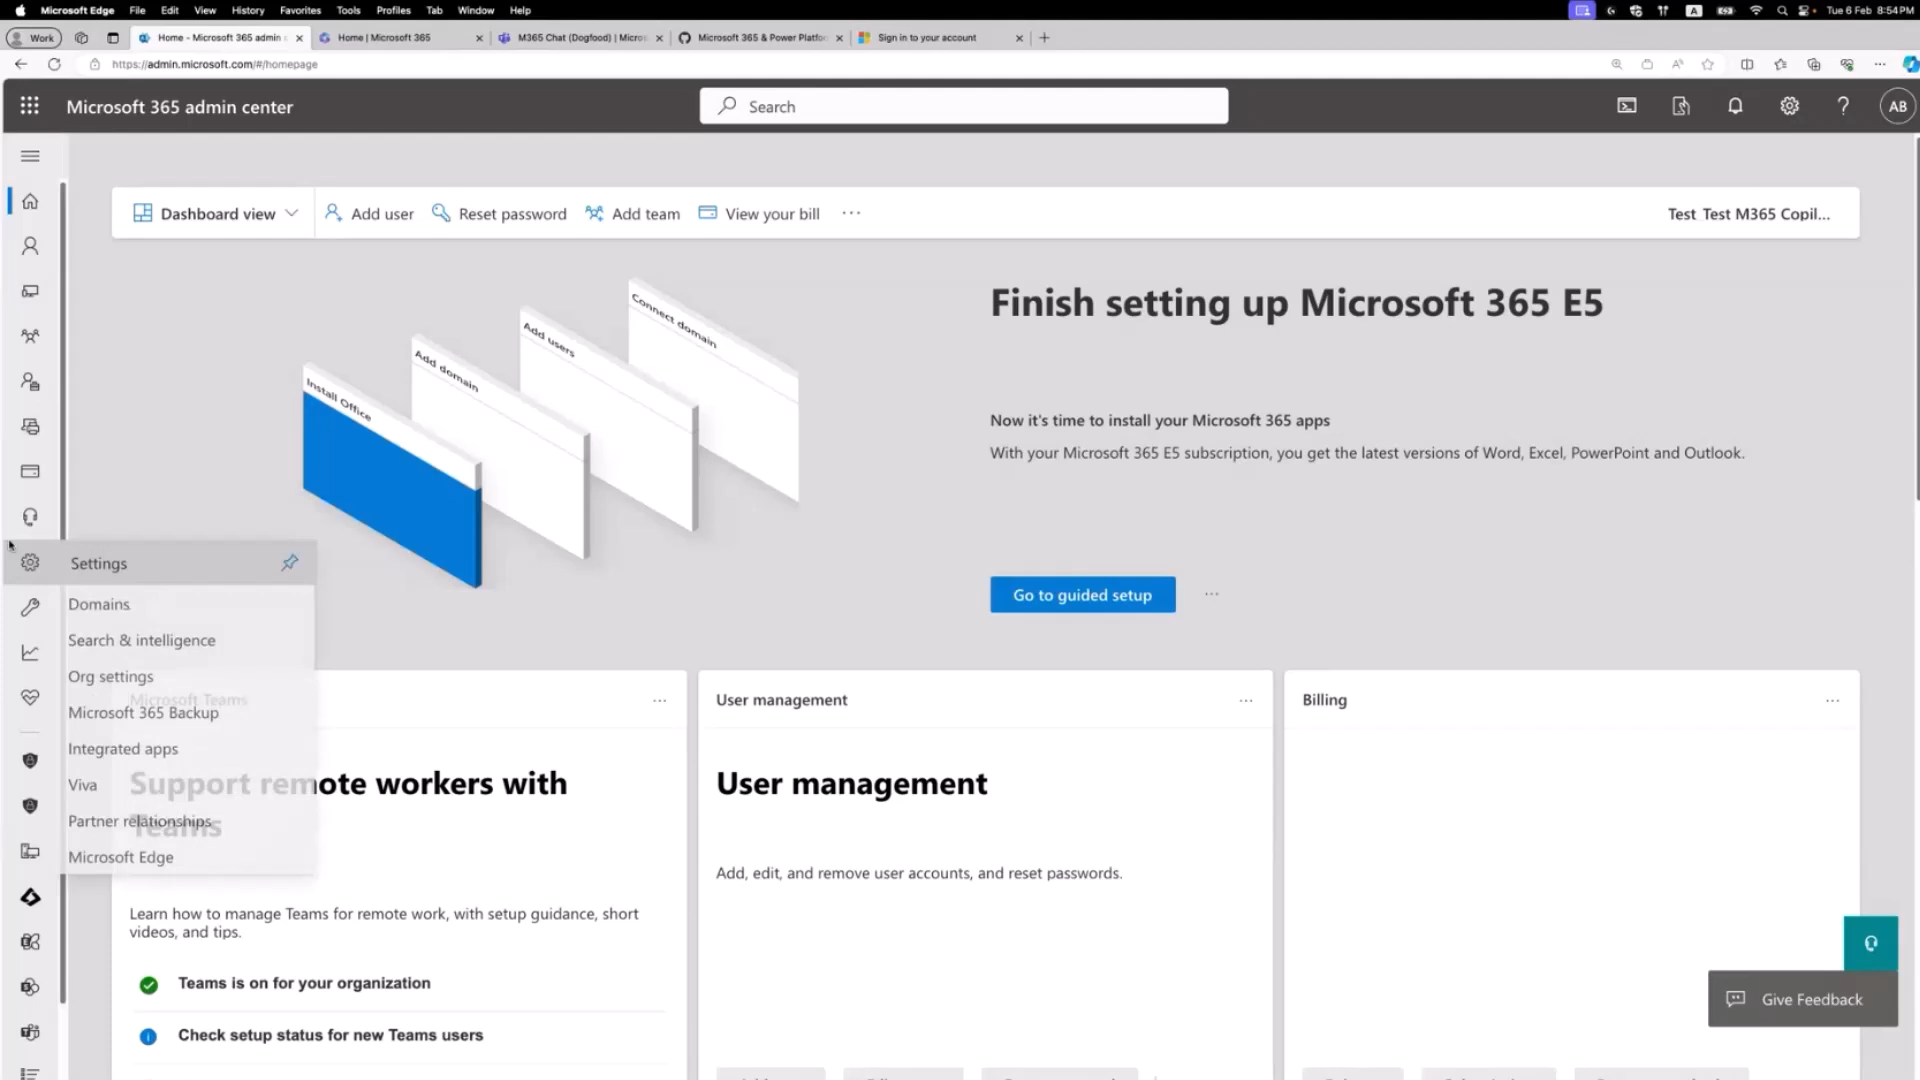 Microsoft Edge File Edit View History Favorites Tools Profiles Tab Window Help
A
Tue 6 Feb 8:54 PM
Work
Home - Microsoft 365 admin
Home | Microsoft 365
M365 Chat (Dogfood) | Micros
Microsoft 365 & Power Platfor
Sign in to your account
https://admin.microsoft.com/#/homepage
Microsoft 365 admin center
Search
AB
Dashboard view
Add user
Reset password
Add team
View your bill
Test Test M365 Copil...
Install Office
Add domain
Add users
Connect domain
Finish setting up Microsoft 365 E5
Now it's time to install your Microsoft 365 apps
With your Microsoft 365 E5 subscription, you get the latest versions of Word, Excel, PowerPoint and Outlook.
Go to guided setup
Settings
Domains
Search & intelligence
Org settings
Microsoft 365 Backup
Integrated apps
Viva
Partner relationships
Microsoft Edge
Microsoft Teams
Support remote workers with
Teams
Learn how to manage Teams for remote work, with setup guidance, short
videos, and tips.
Teams is on for your organization
Check setup status for new Teams users
User management
User management
Add, edit, and remove user accounts, and reset passwords.
Billing
Give Feedback